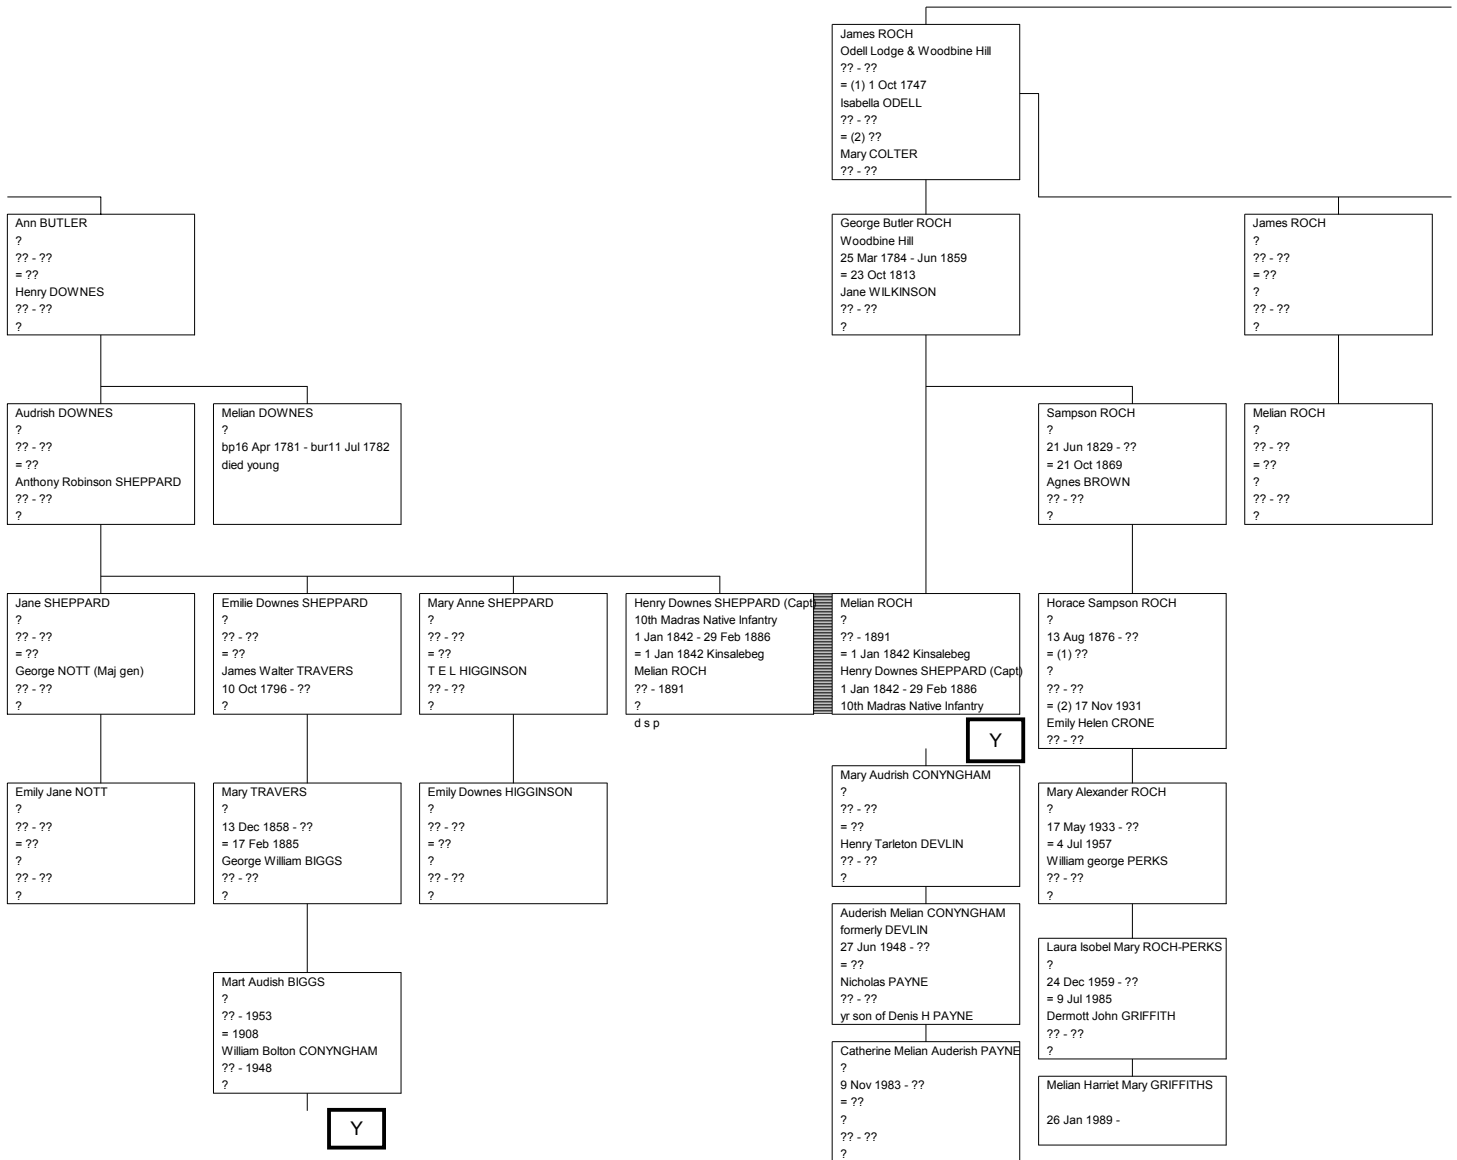 James ROCH
Odell Lodge & Woodbine Hill
?? - ??
= (1) 1 Oct 1747
Isabella ODELL
?? - ??
= (2) ??
Mary COLTER
?? - ??
Ann BUTLER
?
?? - ??
= ??
Henry DOWNES
?? - ??
?
George Butler ROCH
Woodbine Hill
25 Mar 1784 - Jun 1859
= 23 Oct 1813
Jane WILKINSON
?? - ??
?
James ROCH
?
?? - ??
= ??
?
?? - ??
?
Audrish DOWNES
?
?? - ??
= ??
Anthony Robinson SHEPPARD
?? - ??
?
Melian DOWNES
?
bp16 Apr 1781 - bur11 Jul 1782
died young
Sampson ROCH
?
21 Jun 1829 - ??
= 21 Oct 1869
Agnes BROWN
?? - ??
?
Melian ROCH
?
?? - ??
= ??
?
?? - ??
?
Jane SHEPPARD
?
?? - ??
= ??
George NOTT (Maj gen)
?? - ??
?
Emilie Downes SHEPPARD
?
?? - ??
= ??
James Walter TRAVERS
10 Oct 1796 - ??
?
Mary Anne SHEPPARD
?
?? - ??
= ??
T E L HIGGINSON
?? - ??
?
Henry Downes SHEPPARD (Capt)
10th Madras Native Infantry
1 Jan 1842 - 29 Feb 1886
= 1 Jan 1842 Kinsalebeg
Melian ROCH
?? - 1891
?
d s p
Melian ROCH
?
?? - 1891
= 1 Jan 1842 Kinsalebeg
Henry Downes SHEPPARD (Capt)
1 Jan 1842 - 29 Feb 1886
10th Madras Native Infantry
Horace Sampson ROCH
?
13 Aug 1876 - ??
= (1) ??
?
?? - ??
= (2) 17 Nov 1931
Emily Helen CRONE
?? - ??
Y
Emily Jane NOTT
?
?? - ??
= ??
?
?? - ??
?
Mary TRAVERS
?
13 Dec 1858 - ??
= 17 Feb 1885
George William BIGGS
?? - ??
?
Emily Downes HIGGINSON
?
?? - ??
= ??
?
?? - ??
?
Mary Audrish CONYNGHAM
?
?? - ??
= ??
Henry Tarleton DEVLIN
?? - ??
?
Mary Alexander ROCH
?
17 May 1933 - ??
= 4 Jul 1957
William george PERKS
?? - ??
?
Auderish Melian CONYNGHAM
formerly DEVLIN
27 Jun 1948 - ??
= ??
Nicholas PAYNE
?? - ??
yr son of Denis H PAYNE
Laura Isobel Mary ROCH-PERKS
?
24 Dec 1959 - ??
= 9 Jul 1985
Dermott John GRIFFITH
?? - ??
?
Mart Audish BIGGS
?
?? - 1953
= 1908
William Bolton CONYNGHAM
?? - 1948
?
Y
Catherine Melian Auderish PAYNE
?
9 Nov 1983 - ??
= ??
?
?? - ??
?
Melian Harriet Mary GRIFFITHS
26 Jan 1989 -